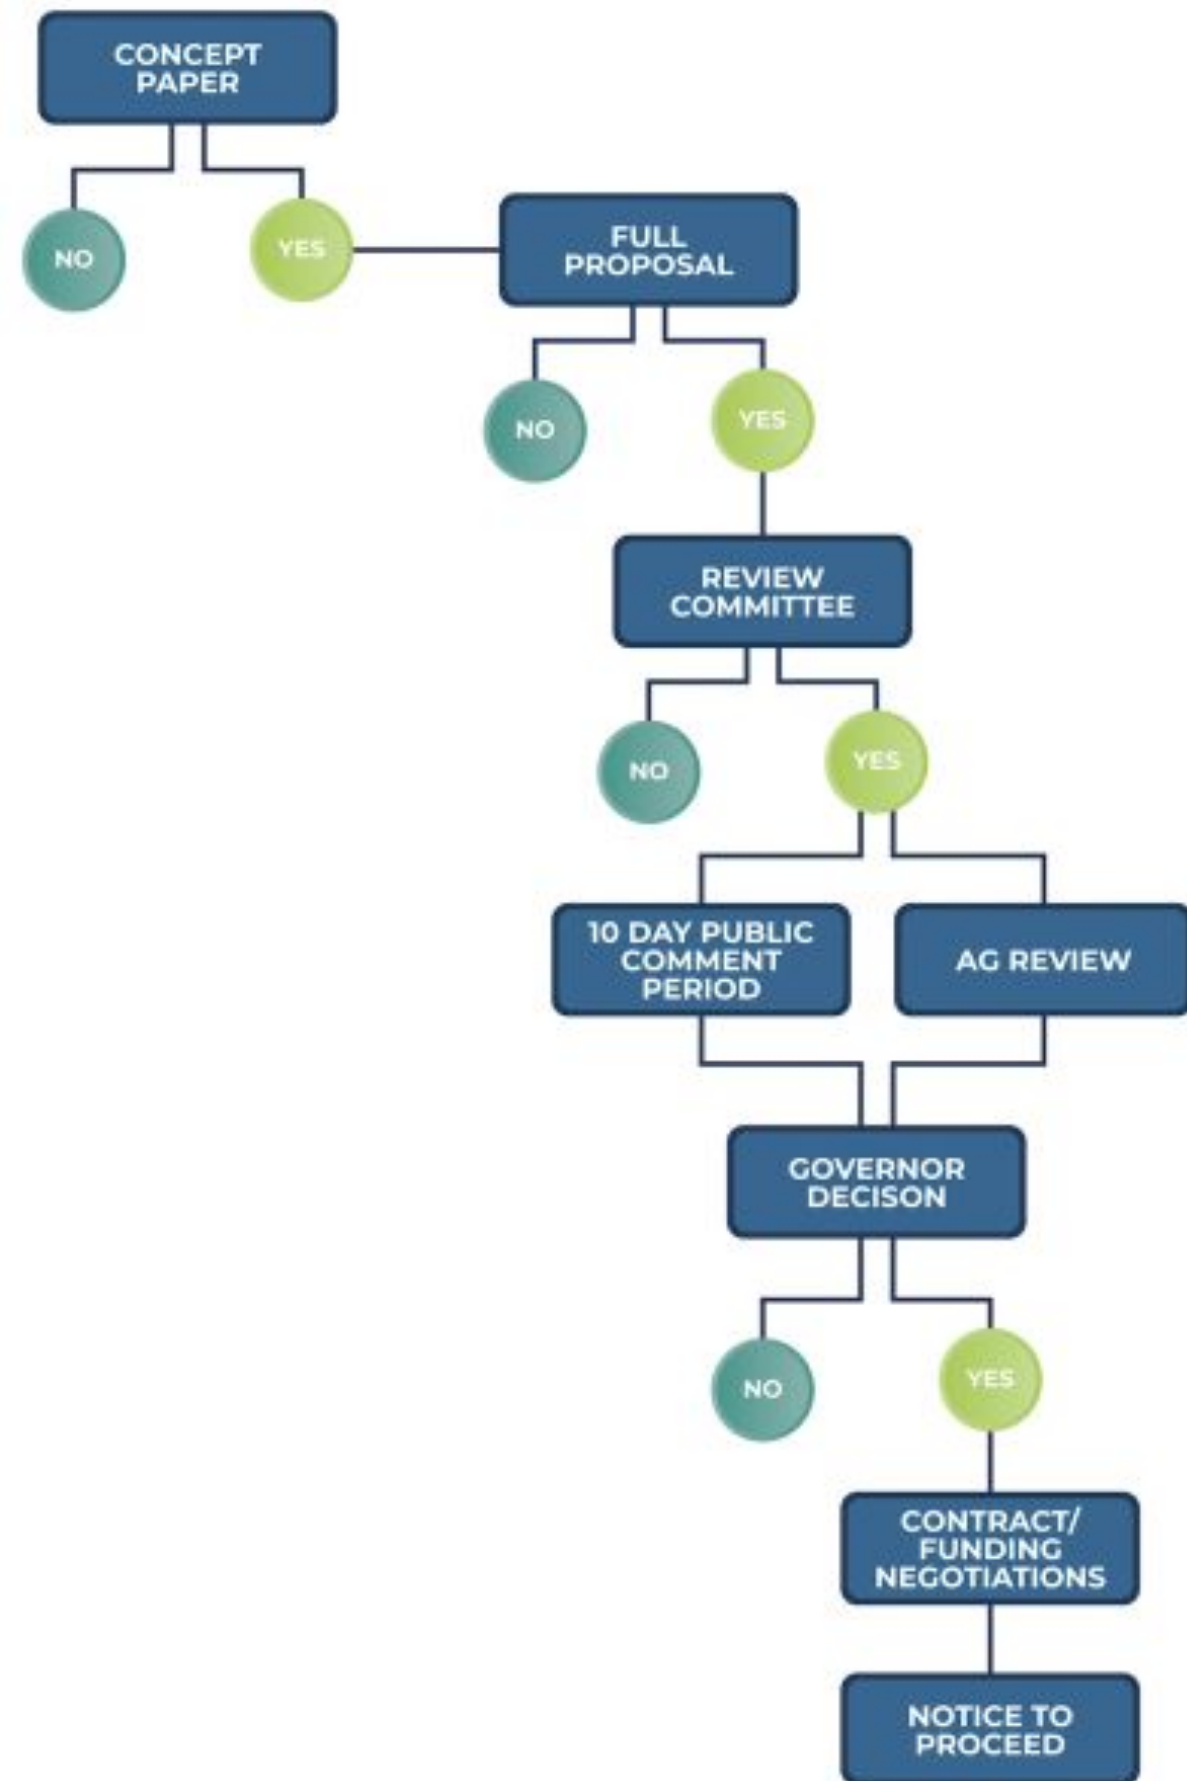 CONCEPT
PAPER
NO
YES
FULL
PROPOSAL
NO
YES
REVIEW
COMMITTEE
NO
YES
10 DAY PUBLIC
COMMENT
PERIOD
AG REVIEW
GOVERNOR
DECISON
NO
YES
CONTRACT/
FUNDING
NEGOTIATIONS
NOTICE TO
PROCEED